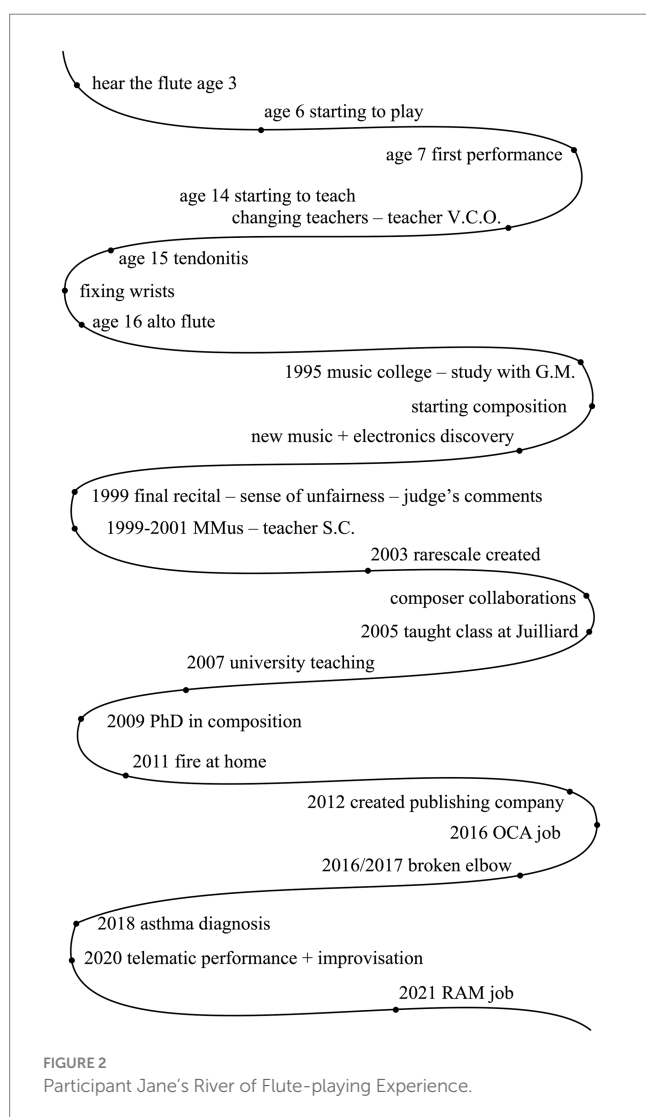 hear the flute age 3
age 6 starting to play
age 7 first performance
age 14 starting to teach
changing teachers – teacher V.C.O.
age 15 tendonitis
fixing wrists
age 16 alto flute
1995 music college – study with G.M.
starting composition
new music + electronics discovery
1999 final recital – sense of unfairness – judge’s comments
1999-2001 MMus – teacher S.C.
2003 rarescale created
composer collaborations
2005 taught class at Juilliard
2007 university teaching
2009 PhD in composition
2011 fire at home
2012 created publishing company
2016 OCA job
2016/2017 broken elbow
2018 asthma diagnosis
2020 telematic performance + improvisation
2021 RAM job
FIGURE 2
Participant Jane’s River of Flute-playing Experience.